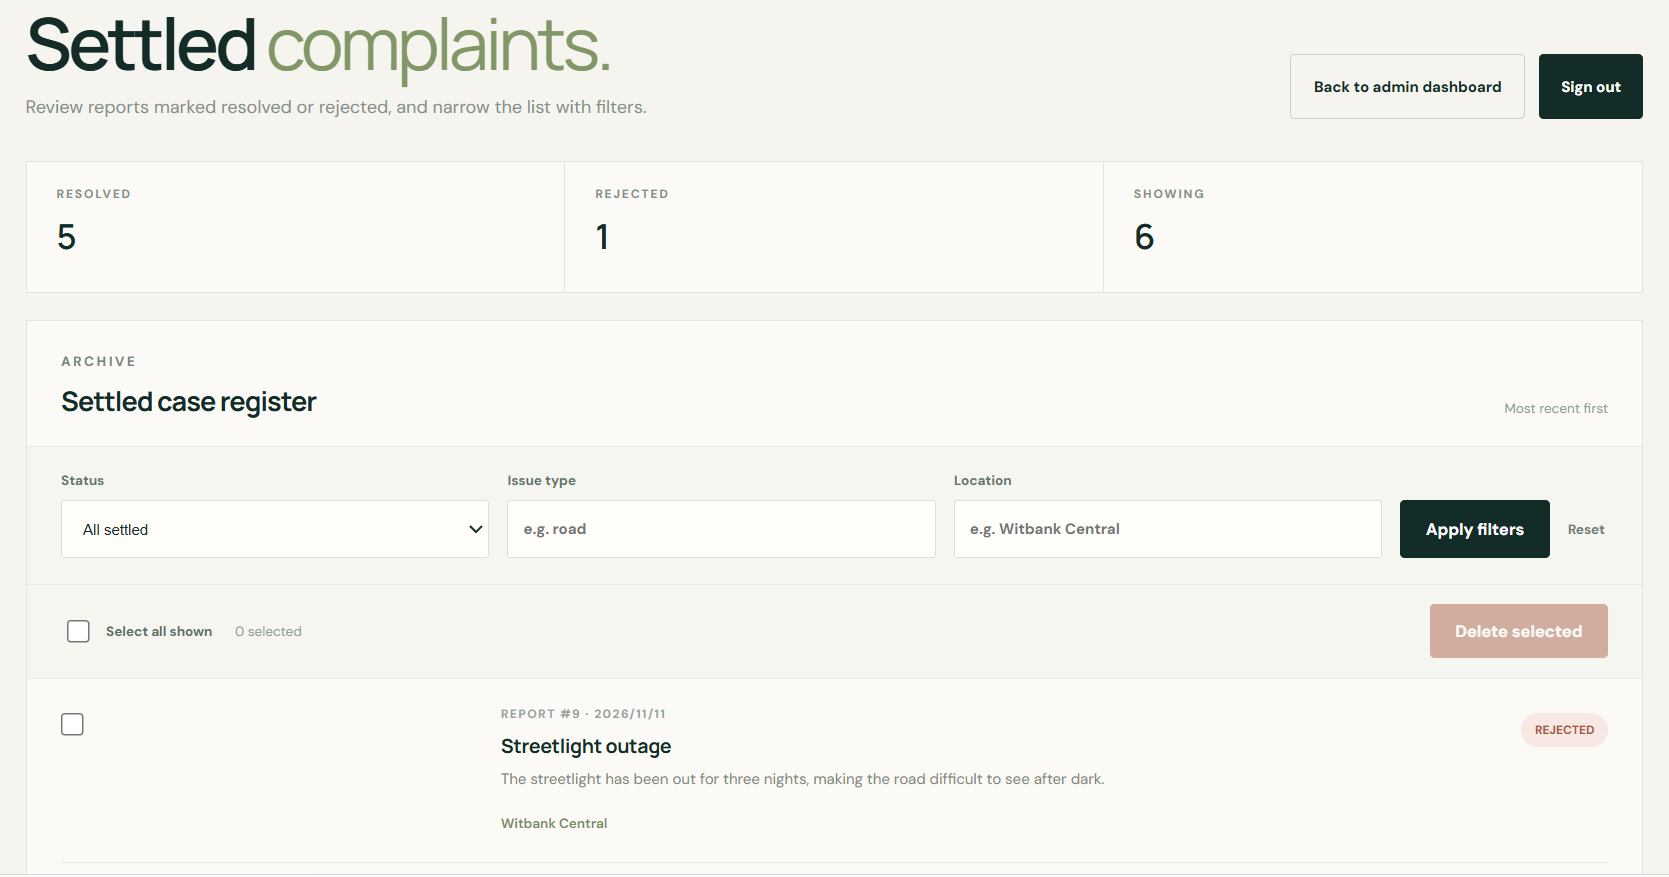 Settled complaints.
Review reports marked resolved or rejected, and narrow the list with filters.
Back to admin dashboard
Sign out
RESOLVED
5
REJECTED
1
SHOWING
6
ARCHIVE
Settled case register
Most recent first
Status
Issue type
Location
All settled
e.g. road
e.g. Witbank Central
Apply filters
Reset
Select all shown
0 selected
Delete selected
REPORT #9 · 2026/11/11
Streetlight outage
The streetlight has been out for three nights, making the road difficult to see after dark.
Witbank Central
REJECTED